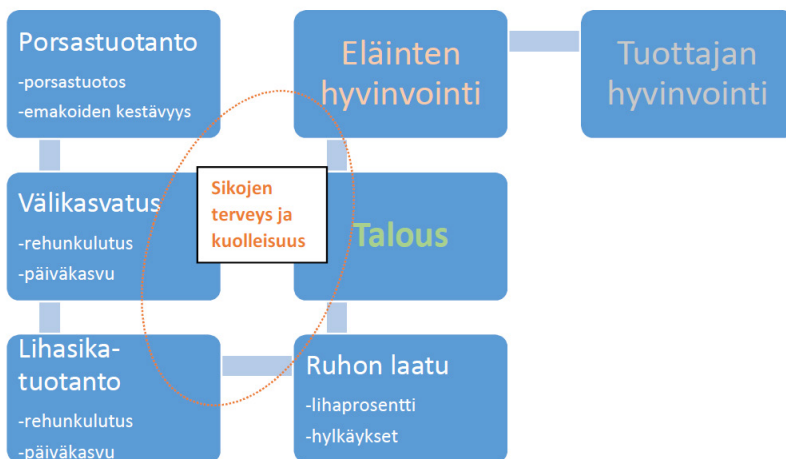 Porsastuotanto
-porsastuotos
-emakoiden kestävyys
Välikasvatus
-rehunkulutus
-päiväkasvu
Lihasika-
tuotanto
-rehunkulutus
-päiväkasvu
Ruhon laatu
-lihaprosentti
-hylkäykset
Talous
Eläinten
hyvinvointi
Tuottajan
hyvinvointi
Sikojen
terveys ja
kuolleisuus